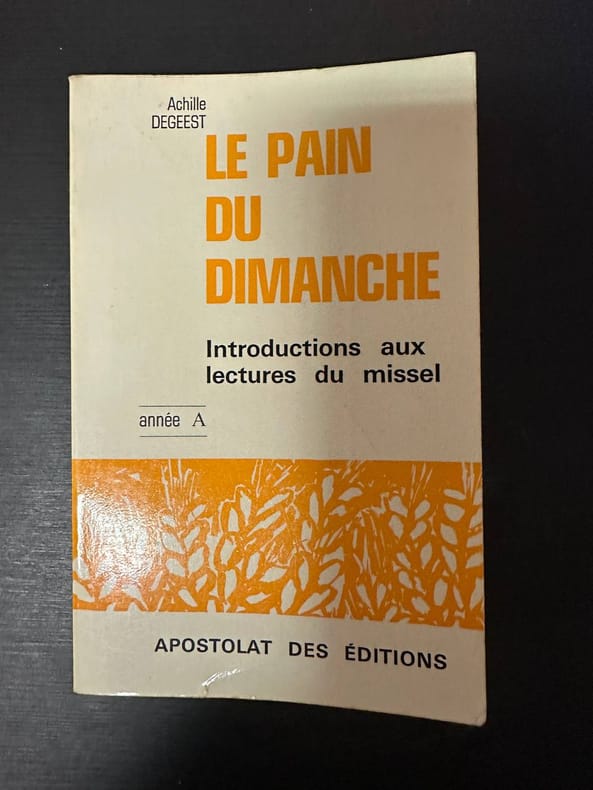 Achille
DEGEEST
LE PAIN
DU
DIMANCHE
Introductions aux
lectures du missel
année A
APOSTOLAT DES ÉDITIONS